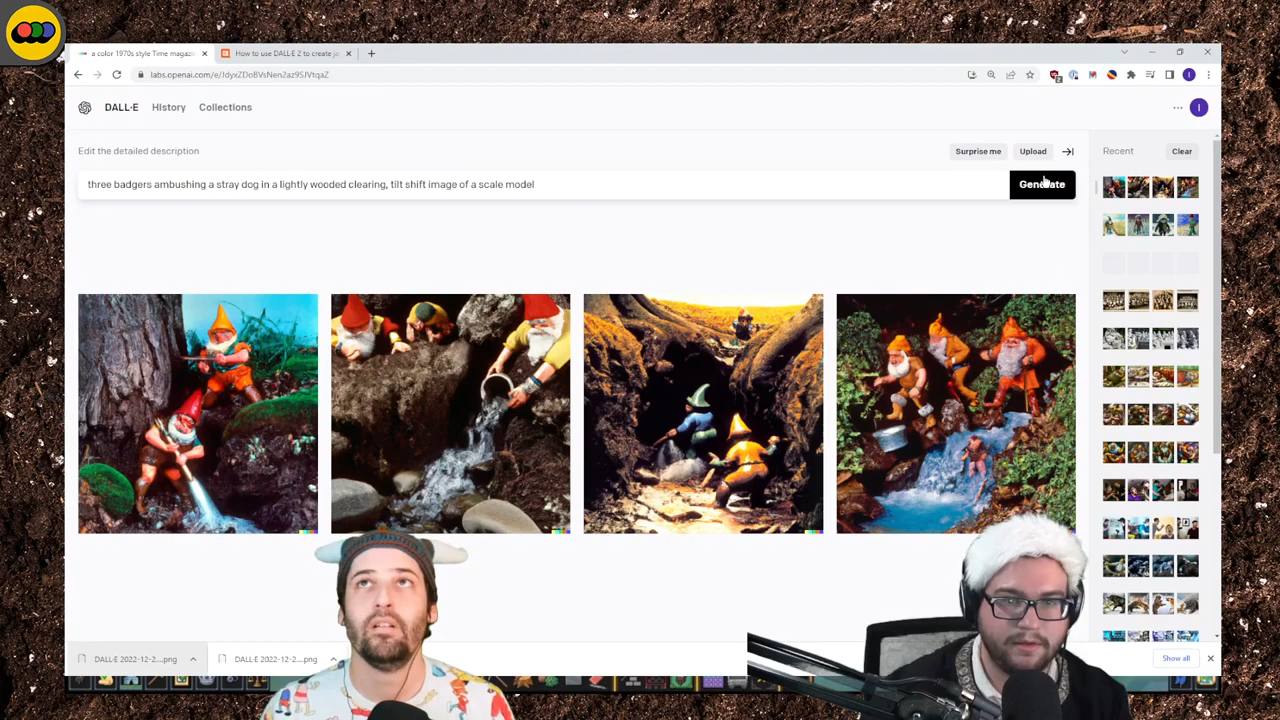 a color 1970s style Time magazi
How to use DALL·E 2 to create ja
labs.openai.com/e/JdyxZDoBVsNen2az9SJVtqaZ
DALL·E History Collections
Edit the detailed description
Surprise me Upload
Recent Clear
three badgers ambushing a stray dog in a lightly wooded clearing, tilt shift image of a scale model
Generate
DALL·E 2022-12-2....png
DALL·E 2022-12-2....png
Show all